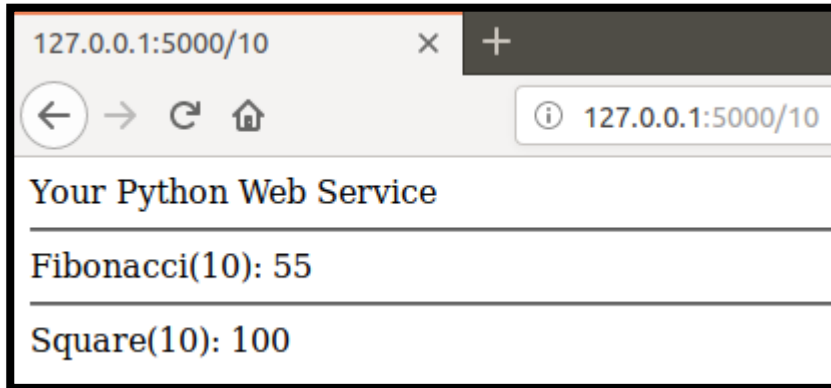 127.0.0.1:5000/10
127.0.0.1:5000/10
Your Python Web Service
Fibonacci(10): 55
Square(10): 100